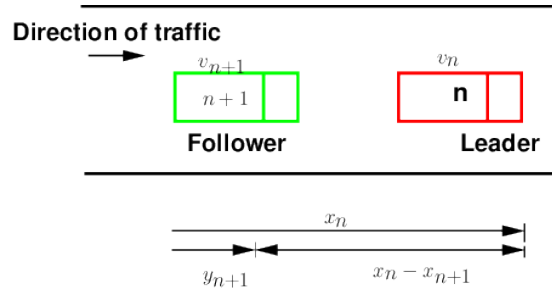 Direction of traffic
v_{n+1} v_n
n + 1 n
Follower Leader
x_n
y_{n+1} x_n − x_{n+1}